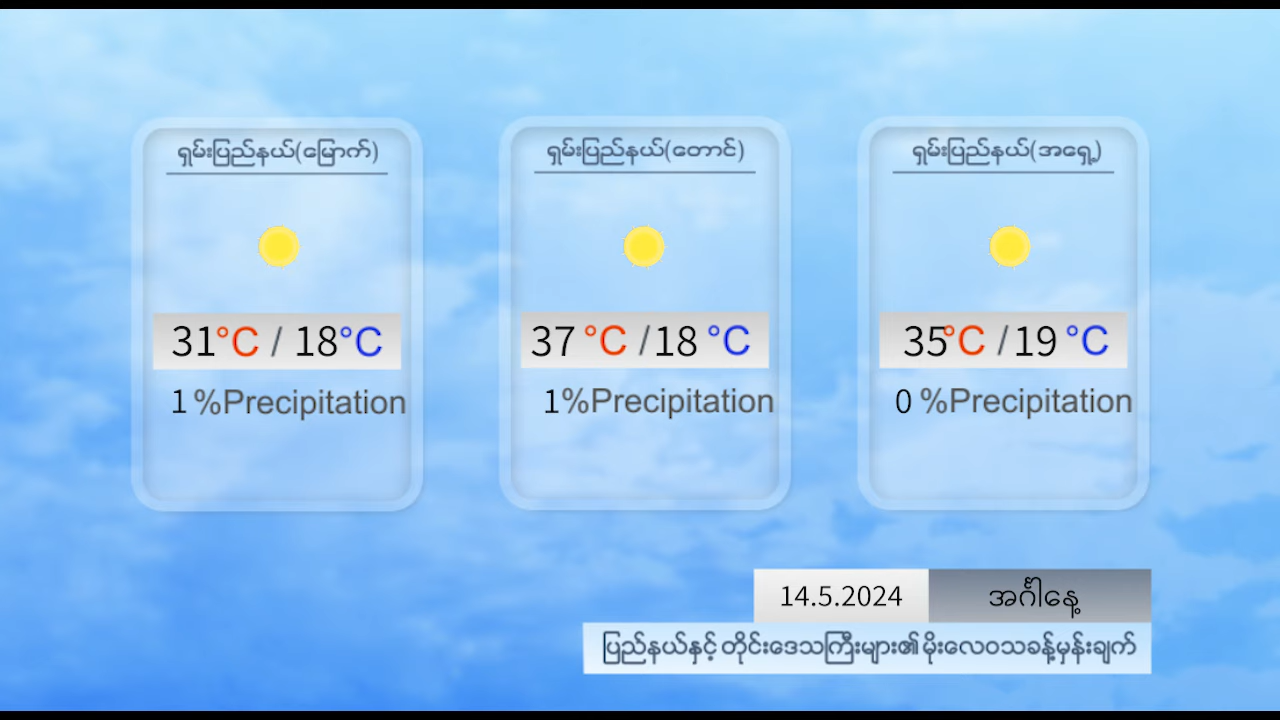 ရှမ်းပြည်နယ်(မြောက်)
31°C / 18°C
1 %Precipitation
ရှမ်းပြည်နယ်(တောင်)
37 °C /18 °C
1%Precipitation
ရှမ်းပြည်နယ်(အရှေ့)
35°C /19 °C
0 %Precipitation
14.5.2024 အင်္ဂါနေ့
ပြည်နယ်နှင့် တိုင်းဒေသကြီးများ၏ မိုးလေဝသခန့်မှန်းချက်